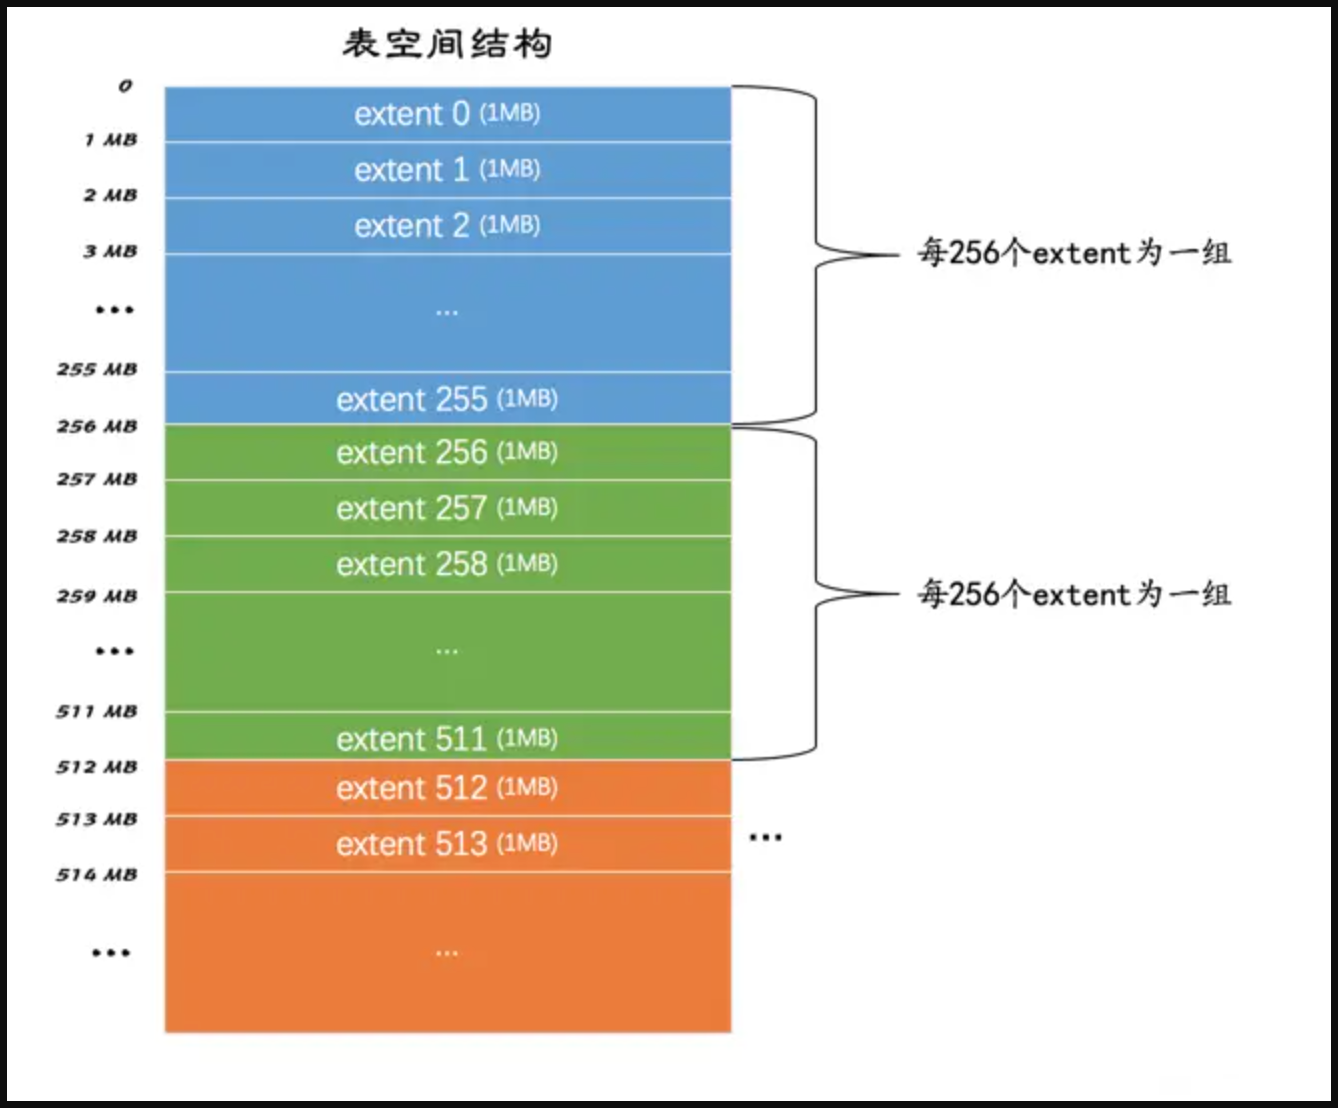 表空间结构
0
extent 0 (1MB)
1 MB
extent 1 (1MB)
2 MB
extent 2 (1MB)
3 MB
每256个extent为一组
...
...
255 MB
extent 255 (1MB)
256 MB
extent 256 (1MB)
257 MB
extent 257 (1MB)
258 MB
extent 258 (1MB)
259 MB
每256个extent为一组
...
...
511 MB
extent 511 (1MB)
512 MB
extent 512 (1MB)
513 MB
extent 513 (1MB)
...
514 MB
...
...